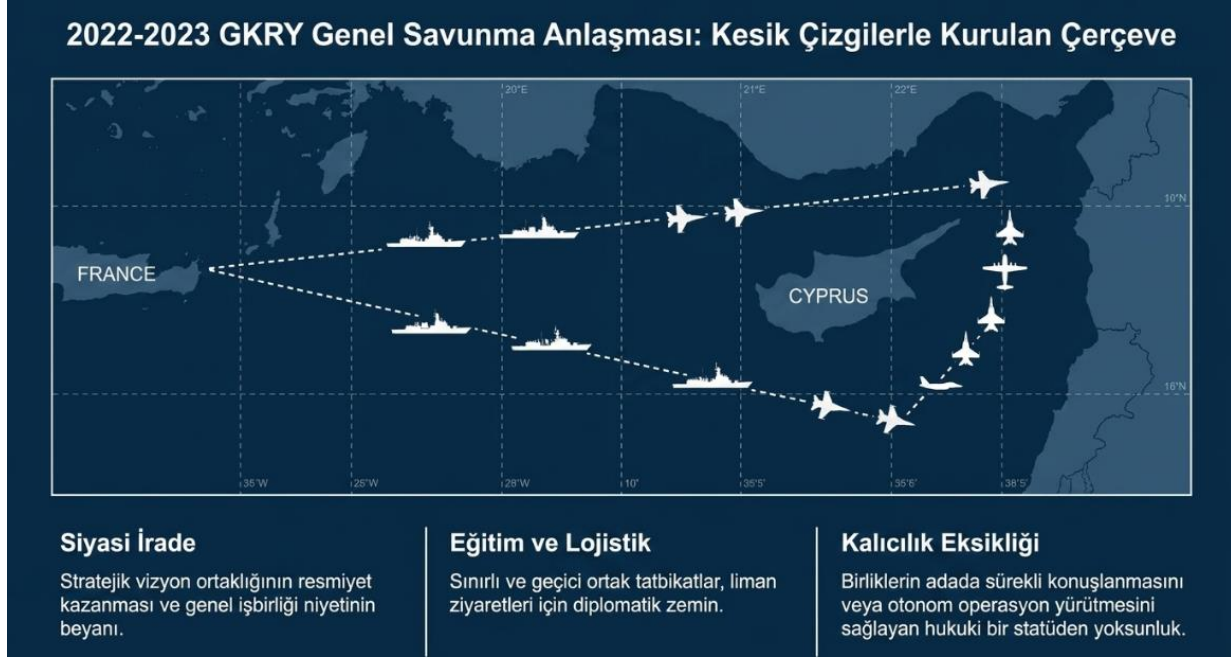 2022-2023 GKRY Genel Savunma Anlaşması: Kesik Çizgilerle Kurulan Çerçeve
20°E
21°E
22°E
10°N
FRANCE
CYPRUS
16°N
36°W
25°W
28°W
10°
35'5'
35'6'
38'5'
Siyasi İrade
Stratejik vizyon ortaklığının resmiyet
kazanması ve genel işbirliği niyetinin
beyanı.
Eğitim ve Lojistik
Sınırlı ve geçici ortak tatbikatlar, liman
ziyaretleri için diplomatik zemin.
Kalıcılık Eksikliği
Birliklerin adada sürekli konuşlanmasını
veya otonom operasyon yürütmesini
sağlayan hukuki bir statüden yoksunluk.